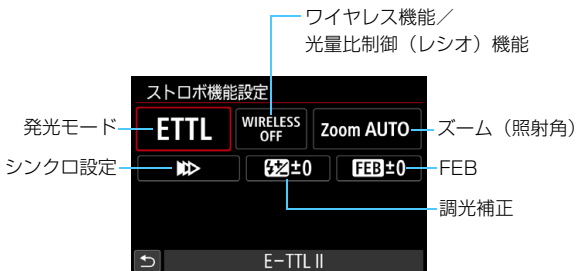 ワイヤレス機能／
光量比制御（レシオ）機能
ストロボ機能設定
発光モード
ETTL
WIRELESS
OFF
Zoom AUTO
ズーム（照射角）
シンクロ設定
±0
FEB±0
FEB
調光補正
E-TTL II